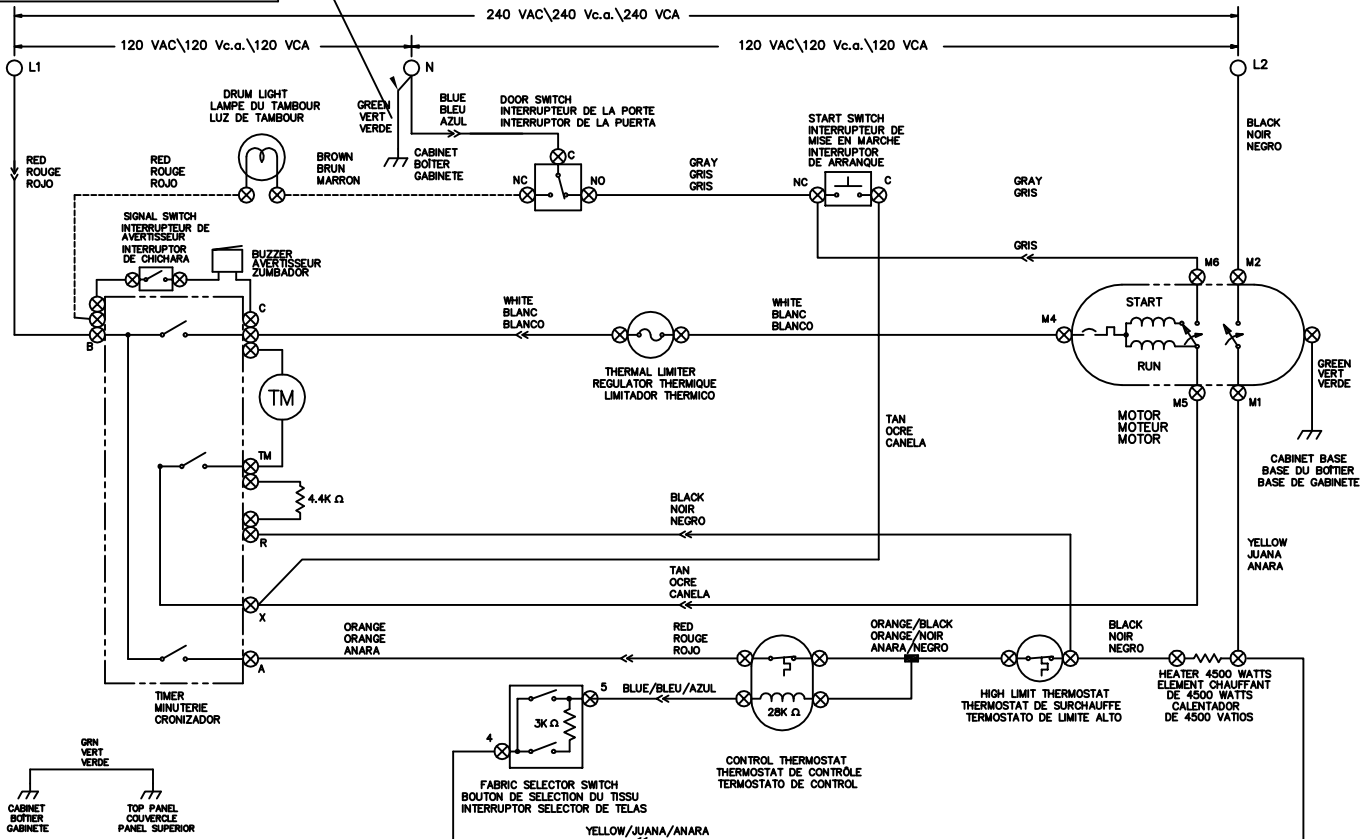 240 VAC\240 Vc.a.\240 VCA
120 VAC\120 Vc.a.\120 VCA
120 VAC\120 Vc.a.\120 VCA
L1
N
L2
DRUM LIGHT
LAMPE DU TAMBOUR
LUZ DE TAMBOUR
GREEN
VERT
VERDE
BLUE
BLEU
AZUL
DOOR SWITCH
INTERRUPTEUR DE LA PORTE
INTERRUPTOR DE LA PUERTA
START SWITCH
INTERRUPTEUR DE
MISE EN MARCHE
INTERRUPTOR
DE ARRANQUE
BLACK
NOIR
NEGRO
RED
ROUGE
ROJO
RED
ROUGE
ROJO
BROWN
BRUN
MARRON
CABINET
BOÎTIER
GABINETE
C
NC
NO
GRAY
GRIS
GRIS
NC
C
GRAY
GRIS
SIGNAL SWITCH
INTERRUPTEUR DE
AVERTISSEUR
INTERRUPTOR
DE CHICHARA
BUZZER
AVERTISSEUR
ZUMBADOR
GRIS
M6
M2
START
C
WHITE
BLANC
BLANCO
WHITE
BLANC
BLANCO
M4
B
THERMAL LIMITER
REGULATOR THERMIQUE
LIMITADOR THERMICO
RUN
GREEN
VERT
VERDE
TM
M5
M1
MOTOR
MOTEUR
MOTOR
TAN
OCRE
CANELA
CABINET BASE
BASE DU BOÎTIER
BASE DE GABINETE
TM
4.4K Ω
BLACK
NOIR
NEGRO
R
YELLOW
JUANA
ANARA
TAN
OCRE
CANELA
X
ORANGE
ORANGE
ANARA
RED
ROUGE
ROJO
ORANGE/BLACK
ORANGE/NOIR
ANARA/NEGRO
BLACK
NOIR
NEGRO
A
TIMER
MINUTERIE
CRONIZADOR
5
BLUE/BLEU/AZUL
28K Ω
HIGH LIMIT THERMOSTAT
THERMOSTAT DE SURCHAUFFE
TERMOSTATO DE LIMITE ALTO
HEATER 4500 WATTS
ELEMENT CHAUFFANT
DE 4500 WATTS
CALENTADOR
DE 4500 VATIOS
3K Ω
4
GRN
VERT
VERDE
CABINET
BOÎTIER
GABINETE
TOP PANEL
COUVERCLE
PANEL SUPERIOR
FABRIC SELECTOR SWITCH
BOUTON DE SELECTION DU TISSU
INTERRUPTOR SELECTOR DE TELAS
CONTROL THERMOSTAT
THERMOSTAT DE CONTRÔLE
TERMOSTATO DE CONTROL
YELLOW/JUANA/ANARA